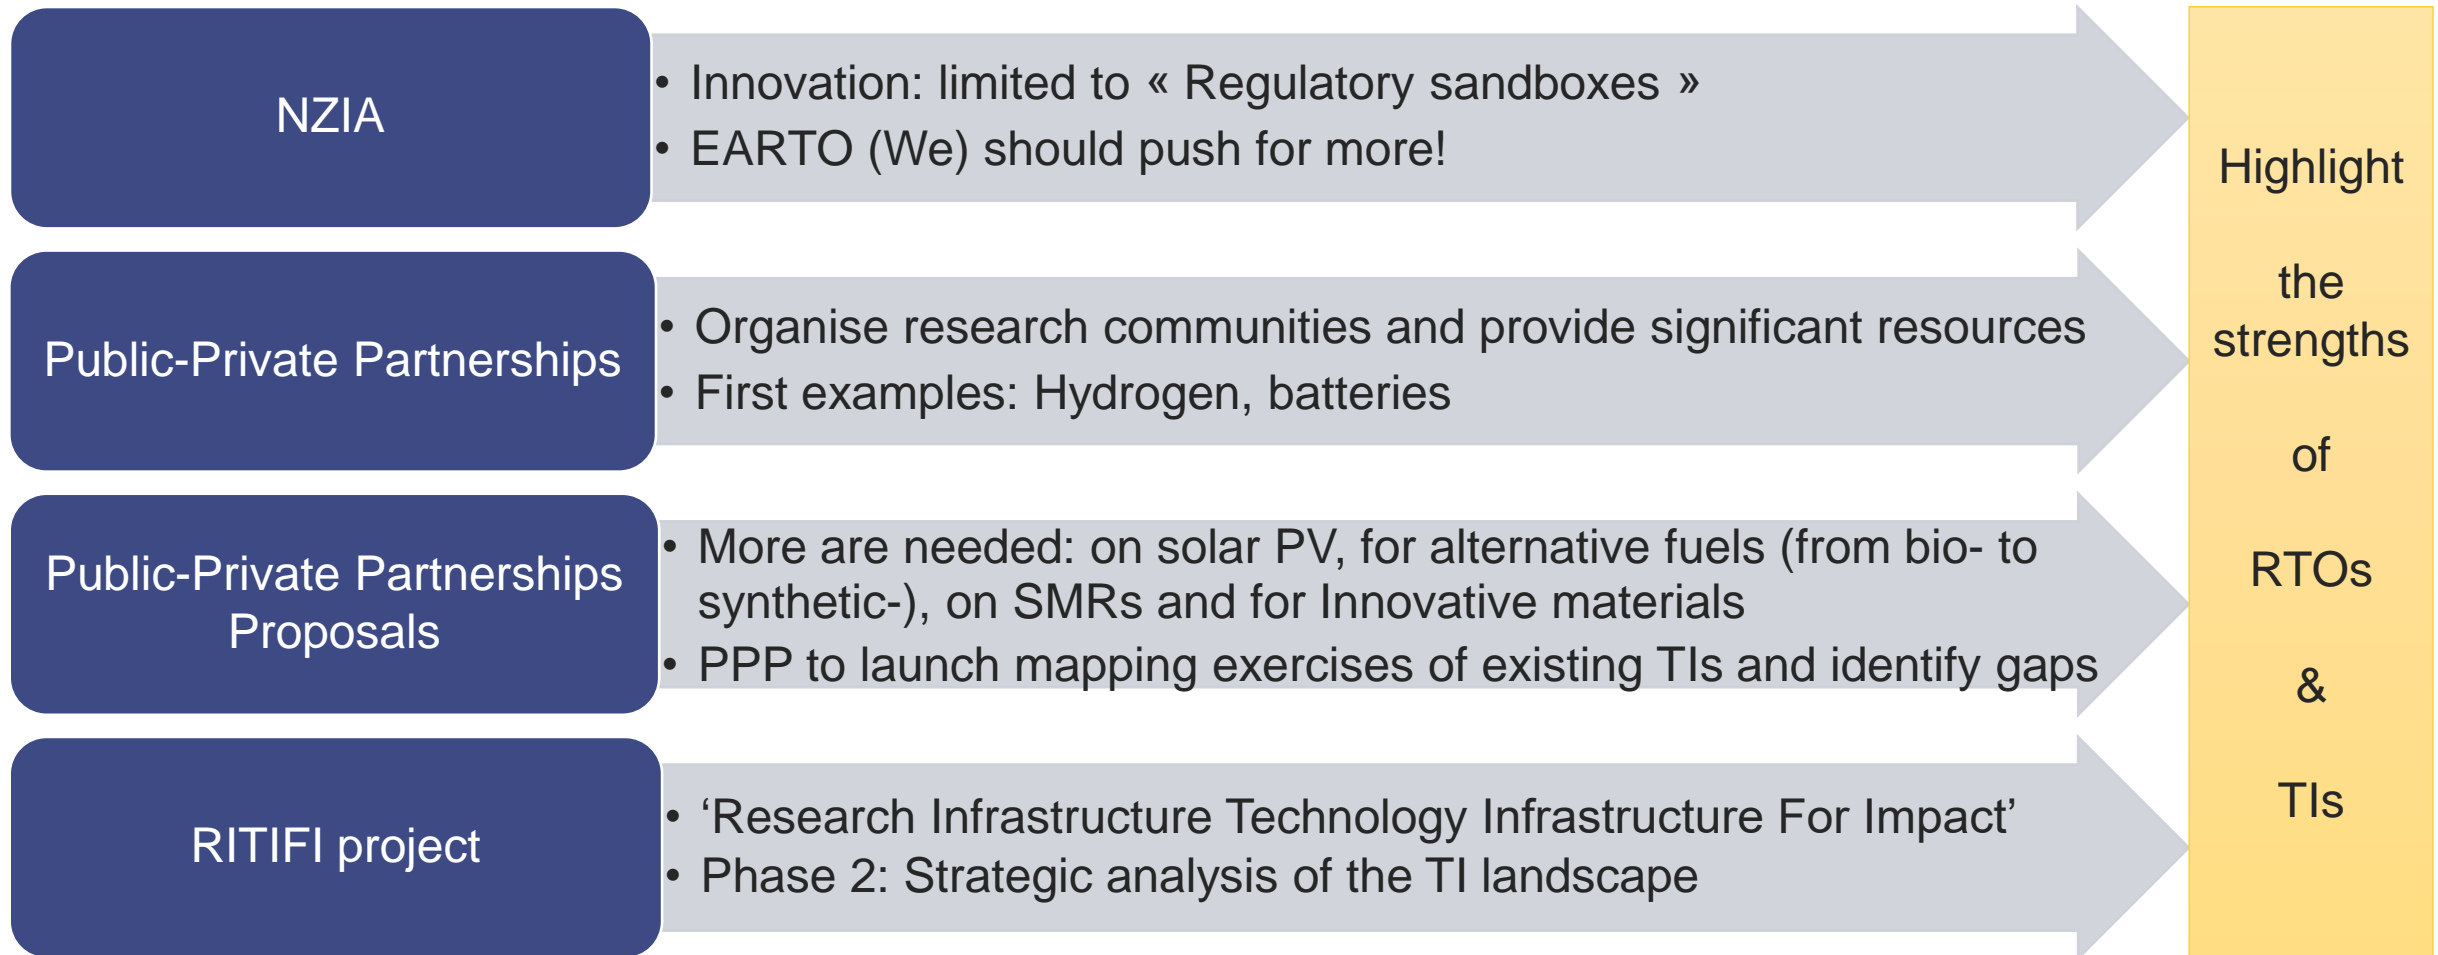 NZIA
• Innovation: limited to « Regulatory sandboxes »
• EARTO (We) should push for more!
Public-Private Partnerships
• Organise research communities and provide significant resources
• First examples: Hydrogen, batteries
Public-Private Partnerships
Proposals
• More are needed: on solar PV, for alternative fuels (from bio- to
synthetic-), on SMRs and for Innovative materials
• PPP to launch mapping exercises of existing TIs and identify gaps
RITIFI project
• ‘Research Infrastructure Technology Infrastructure For Impact’
• Phase 2: Strategic analysis of the TI landscape
Highlight
the
strengths
of
RTOs
&
TIs